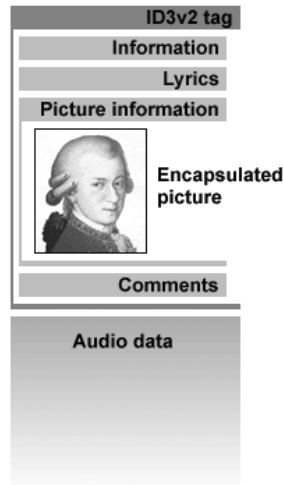 ID3v2 tag
Information
Lyrics
Picture information
Encapsulated
picture
Comments
Audio data